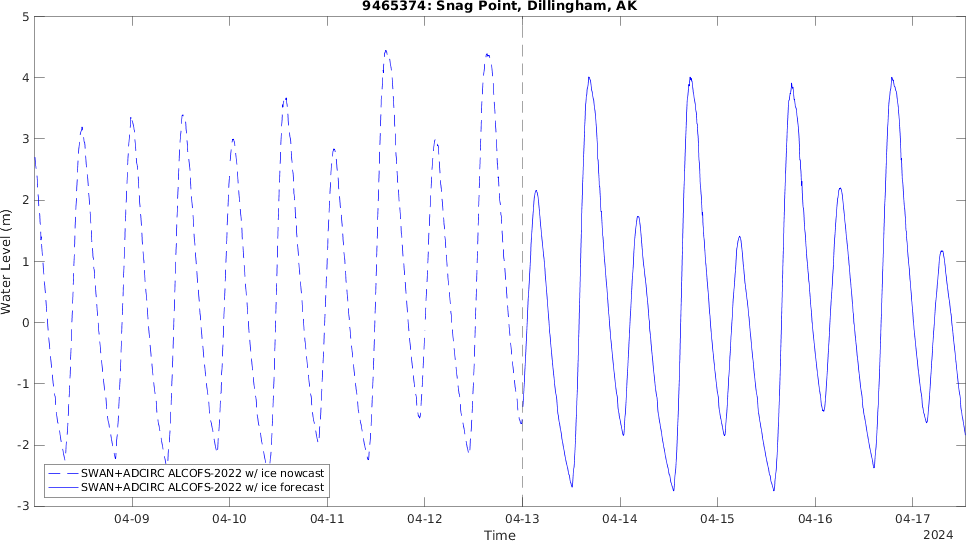 9465374: Snag Point, Dillingham, AK
5
4
3
2
1
0
-1
-2
-3
Water Level (m)
SWAN+ADCIRC ALCOFS-2022 w/ ice nowcast
SWAN+ADCIRC ALCOFS-2022 w/ ice forecast
04-09 04-10 04-11 04-12 04-13 04-14 04-15 04-16 04-17
Time
2024